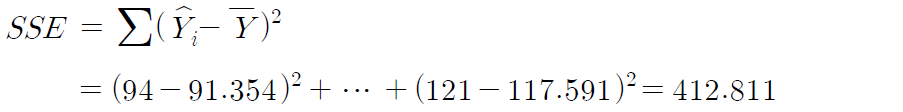 SSE = ∑(Ŷᵢ− Y̅)²
= (94−91.354)²+ ⋯ +(121−117.591)²= 412.811